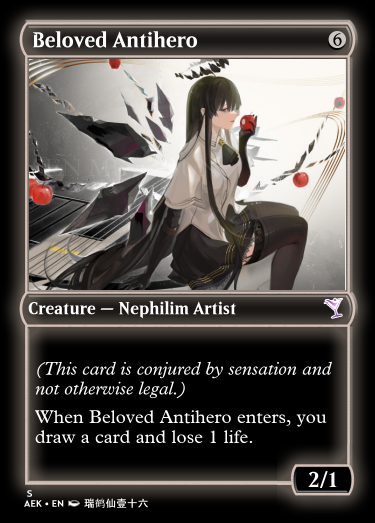 Beloved Antihero 6
Creature — Nephilim Artist
(This card is conjured by sensation and
not otherwise legal.)
When Beloved Antihero enters, you
draw a card and lose 1 life.
2/1
S
AEK • EN 瑞鹤仙壹十六